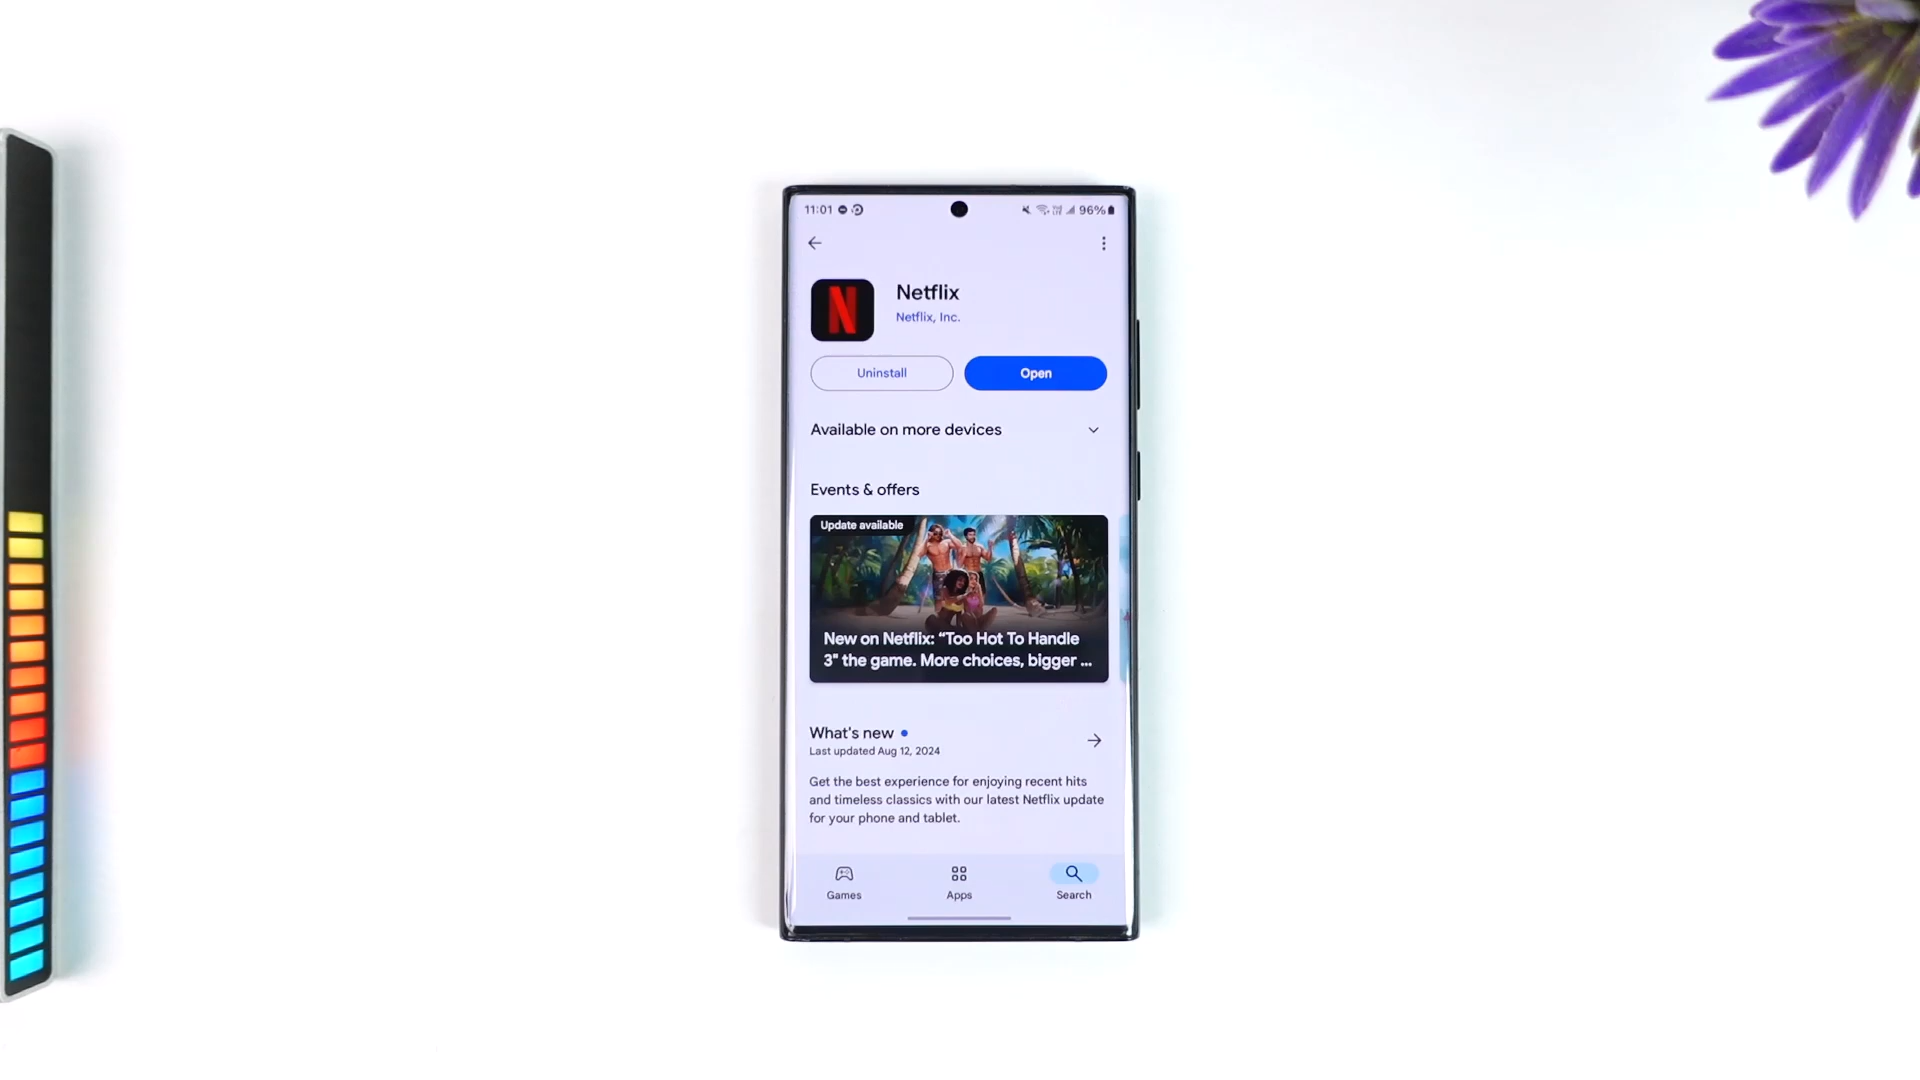 11:01
96%
Netflix
Netflix, Inc.
Uninstall
Open
Available on more devices
Events & offers
Update available
New on Netflix: “Too Hot To Handle
3" the game. More choices, bigger ...
What's new
Last updated Aug 12, 2024
Get the best experience for enjoying recent hits
and timeless classics with our latest Netflix update
for your phone and tablet.
Games
Apps
Search